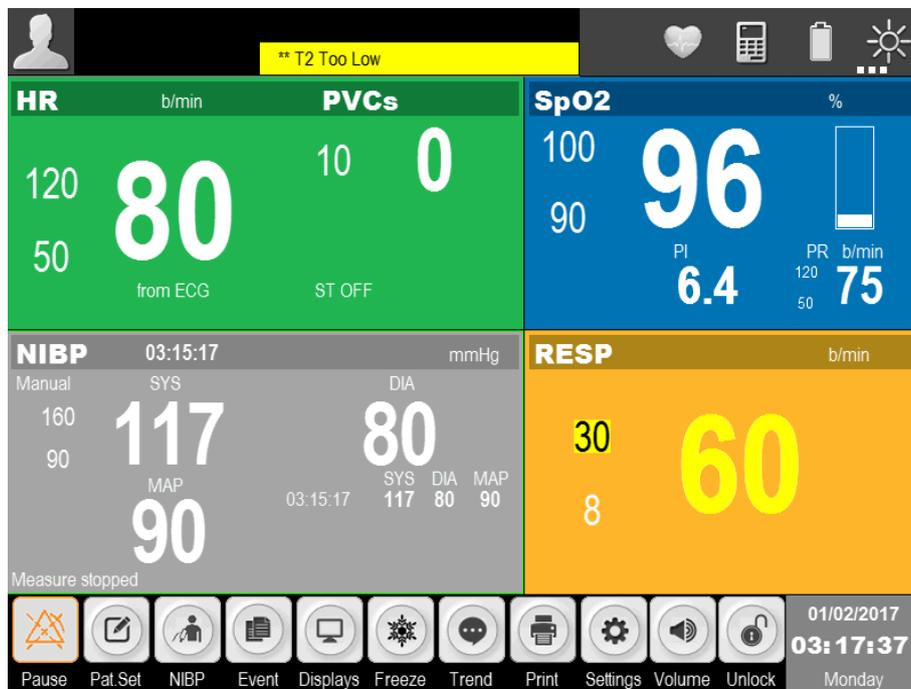 ** T2 Too Low
HR b/min PVCs
120
50
80
10 0
from ECG ST OFF
SpO2 %
100
90
96
PI
6.4
PR b/min
120
50
75
NIBP 03:15:17 mmHg
Manual SYS DIA
160
90
117
80
MAP
90
SYS DIA MAP
03:15:17 117 80 90
Measure stopped
RESP b/min
30
8
60
Pause Pat.Set NIBP Event Displays Freeze Trend Print Settings Volume Unlock
01/02/2017
03:17:37
Monday